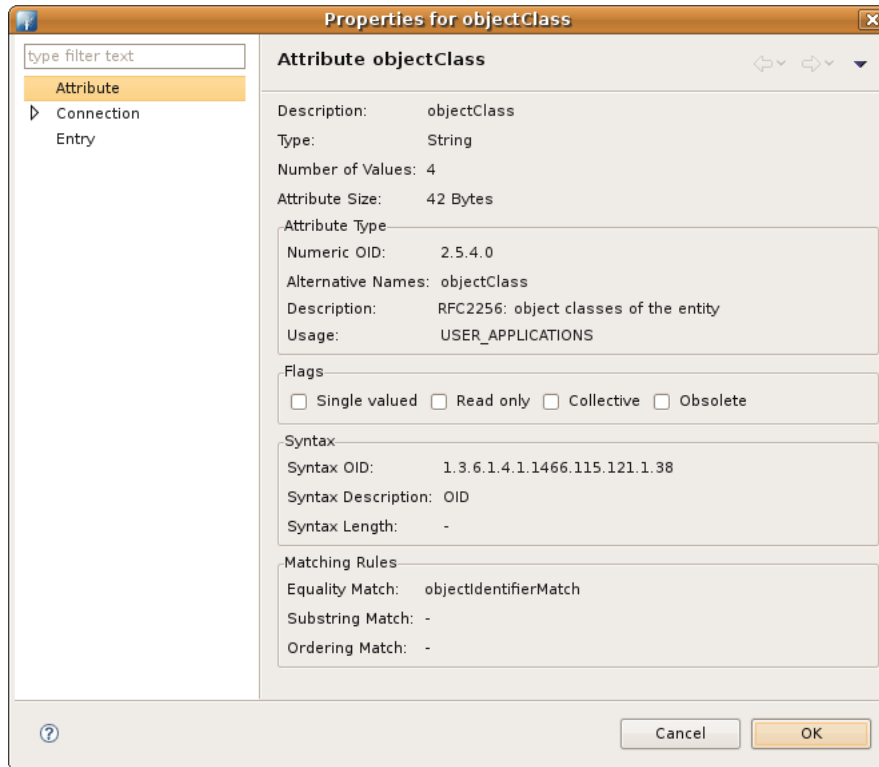 Properties for objectClass
type filter text
Attribute
Connection
Entry
Attribute objectClass
Description: objectClass
Type: String
Number of Values: 4
Attribute Size: 42 Bytes
Attribute Type
Numeric OID: 2.5.4.0
Alternative Names: objectClass
Description: RFC2256: object classes of the entity
Usage: USER_APPLICATIONS
Flags
Single valued Read only Collective Obsolete
Syntax
Syntax OID: 1.3.6.1.4.1.1466.115.121.1.38
Syntax Description: OID
Syntax Length: -
Matching Rules
Equality Match: objectIdentifierMatch
Substring Match: -
Ordering Match: -
? Cancel OK